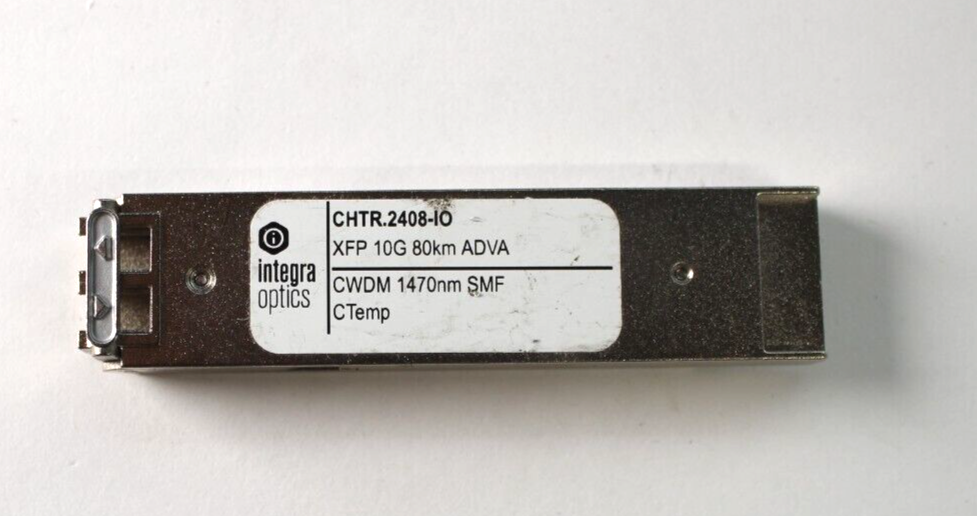 CHTR.2408-IO
XFP 10G 80km ADVA
integra
optics
CWDM 1470nm SMF
CTemp